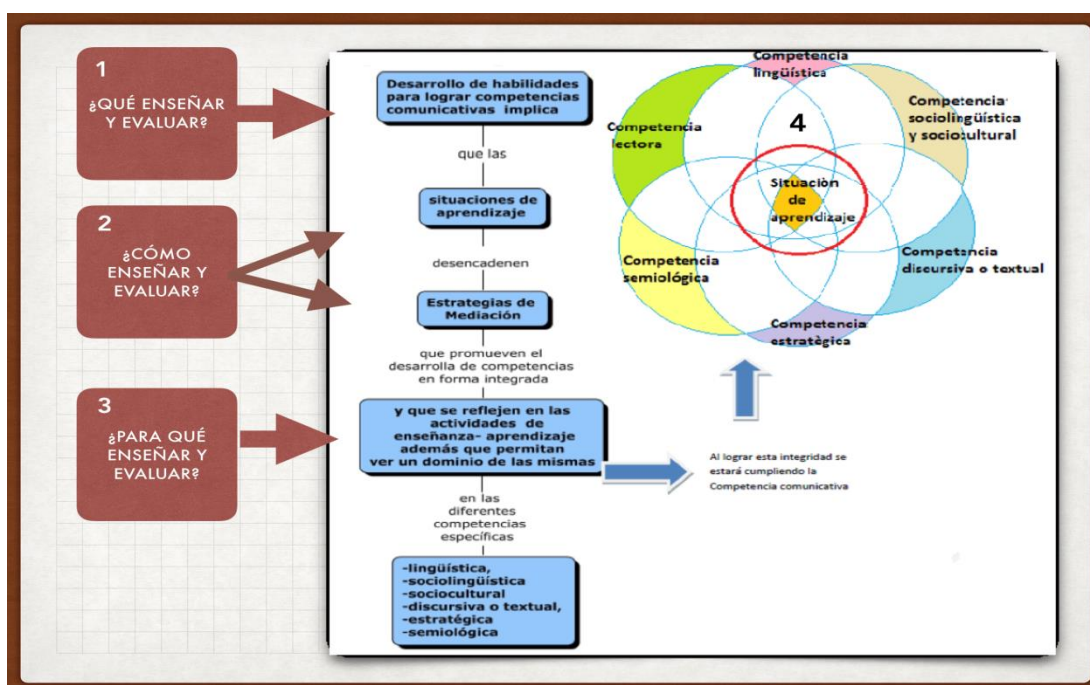 1
¿QUÉ ENSEÑAR
Y EVALUAR?
2
¿CÓMO
ENSEÑAR Y
EVALUAR?
3
¿PARA QUÉ
ENSEÑAR Y
EVALUAR?
Desarrollo de habilidades
para lograr competencias
comunicativas implica
que las
situaciones de
aprendizaje
desencadenen
Estrategias de
Mediación
que promueven el
desarrolla de competencias
en forma integrada
y que se reflejen en las
actividades de
enseñanza- aprendizaje
además que permitan
ver un dominio de las mismas
en las
diferentes
competencias
específicas
-lingüística,
-sociolingüística
-sociocultural
-discursiva o textual,
-estratégica
-semiológica
Competencia
lingüística
4
Competencia
sociolingüística
y sociocultural
Competencia
lectora
Situaciòn
de
aprendizaje
Competencia
semiológica
Competencia
discursiva o textual
Competencia
estratègica
Al lograr esta integridad se
estará cumpliendo la
Competencia comunicativa